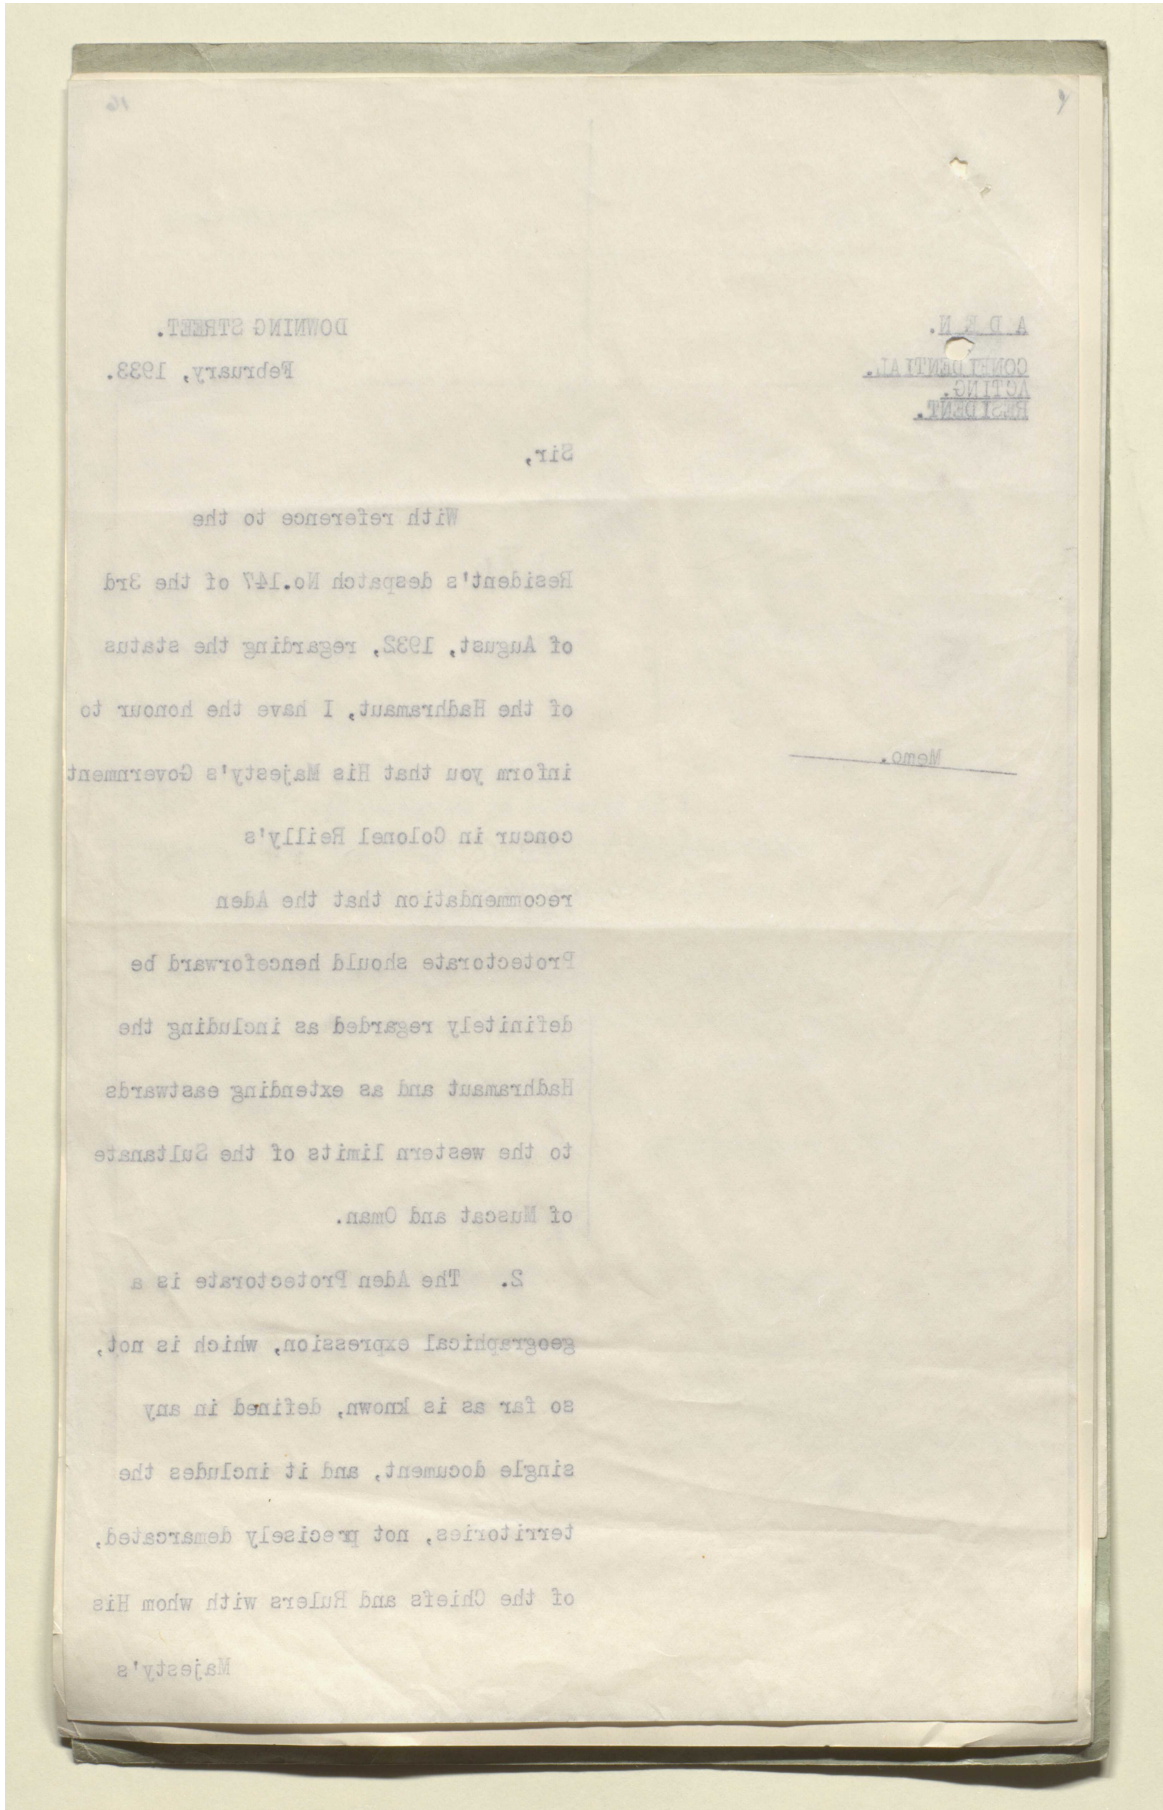 16
A D E N.
CONFIDENTIAL.
ACTING.
RESIDENT.
DOWNING STREET.
February, 1933.
Sir,
With reference to the
Resident's despatch No.147 of the 3rd
of August, 1932, regarding the status
of the Hadhramaut, I have the honour to
inform you that His Majesty's Government
concur in Colonel Reilly's
recommendation that the Aden
Protectorate should henceforward be
definitely regarded as including the
Hadhramaut and as extending eastwards
to the western limits of the Sultanate
of Muscat and Oman.
2. The Aden Protectorate is a
geographical expression, which is not,
so far as is known, defined in any
single document, and it includes the
territories, not precisely demarcated,
of the Chiefs and Rulers with whom His
Majesty's
Memo.